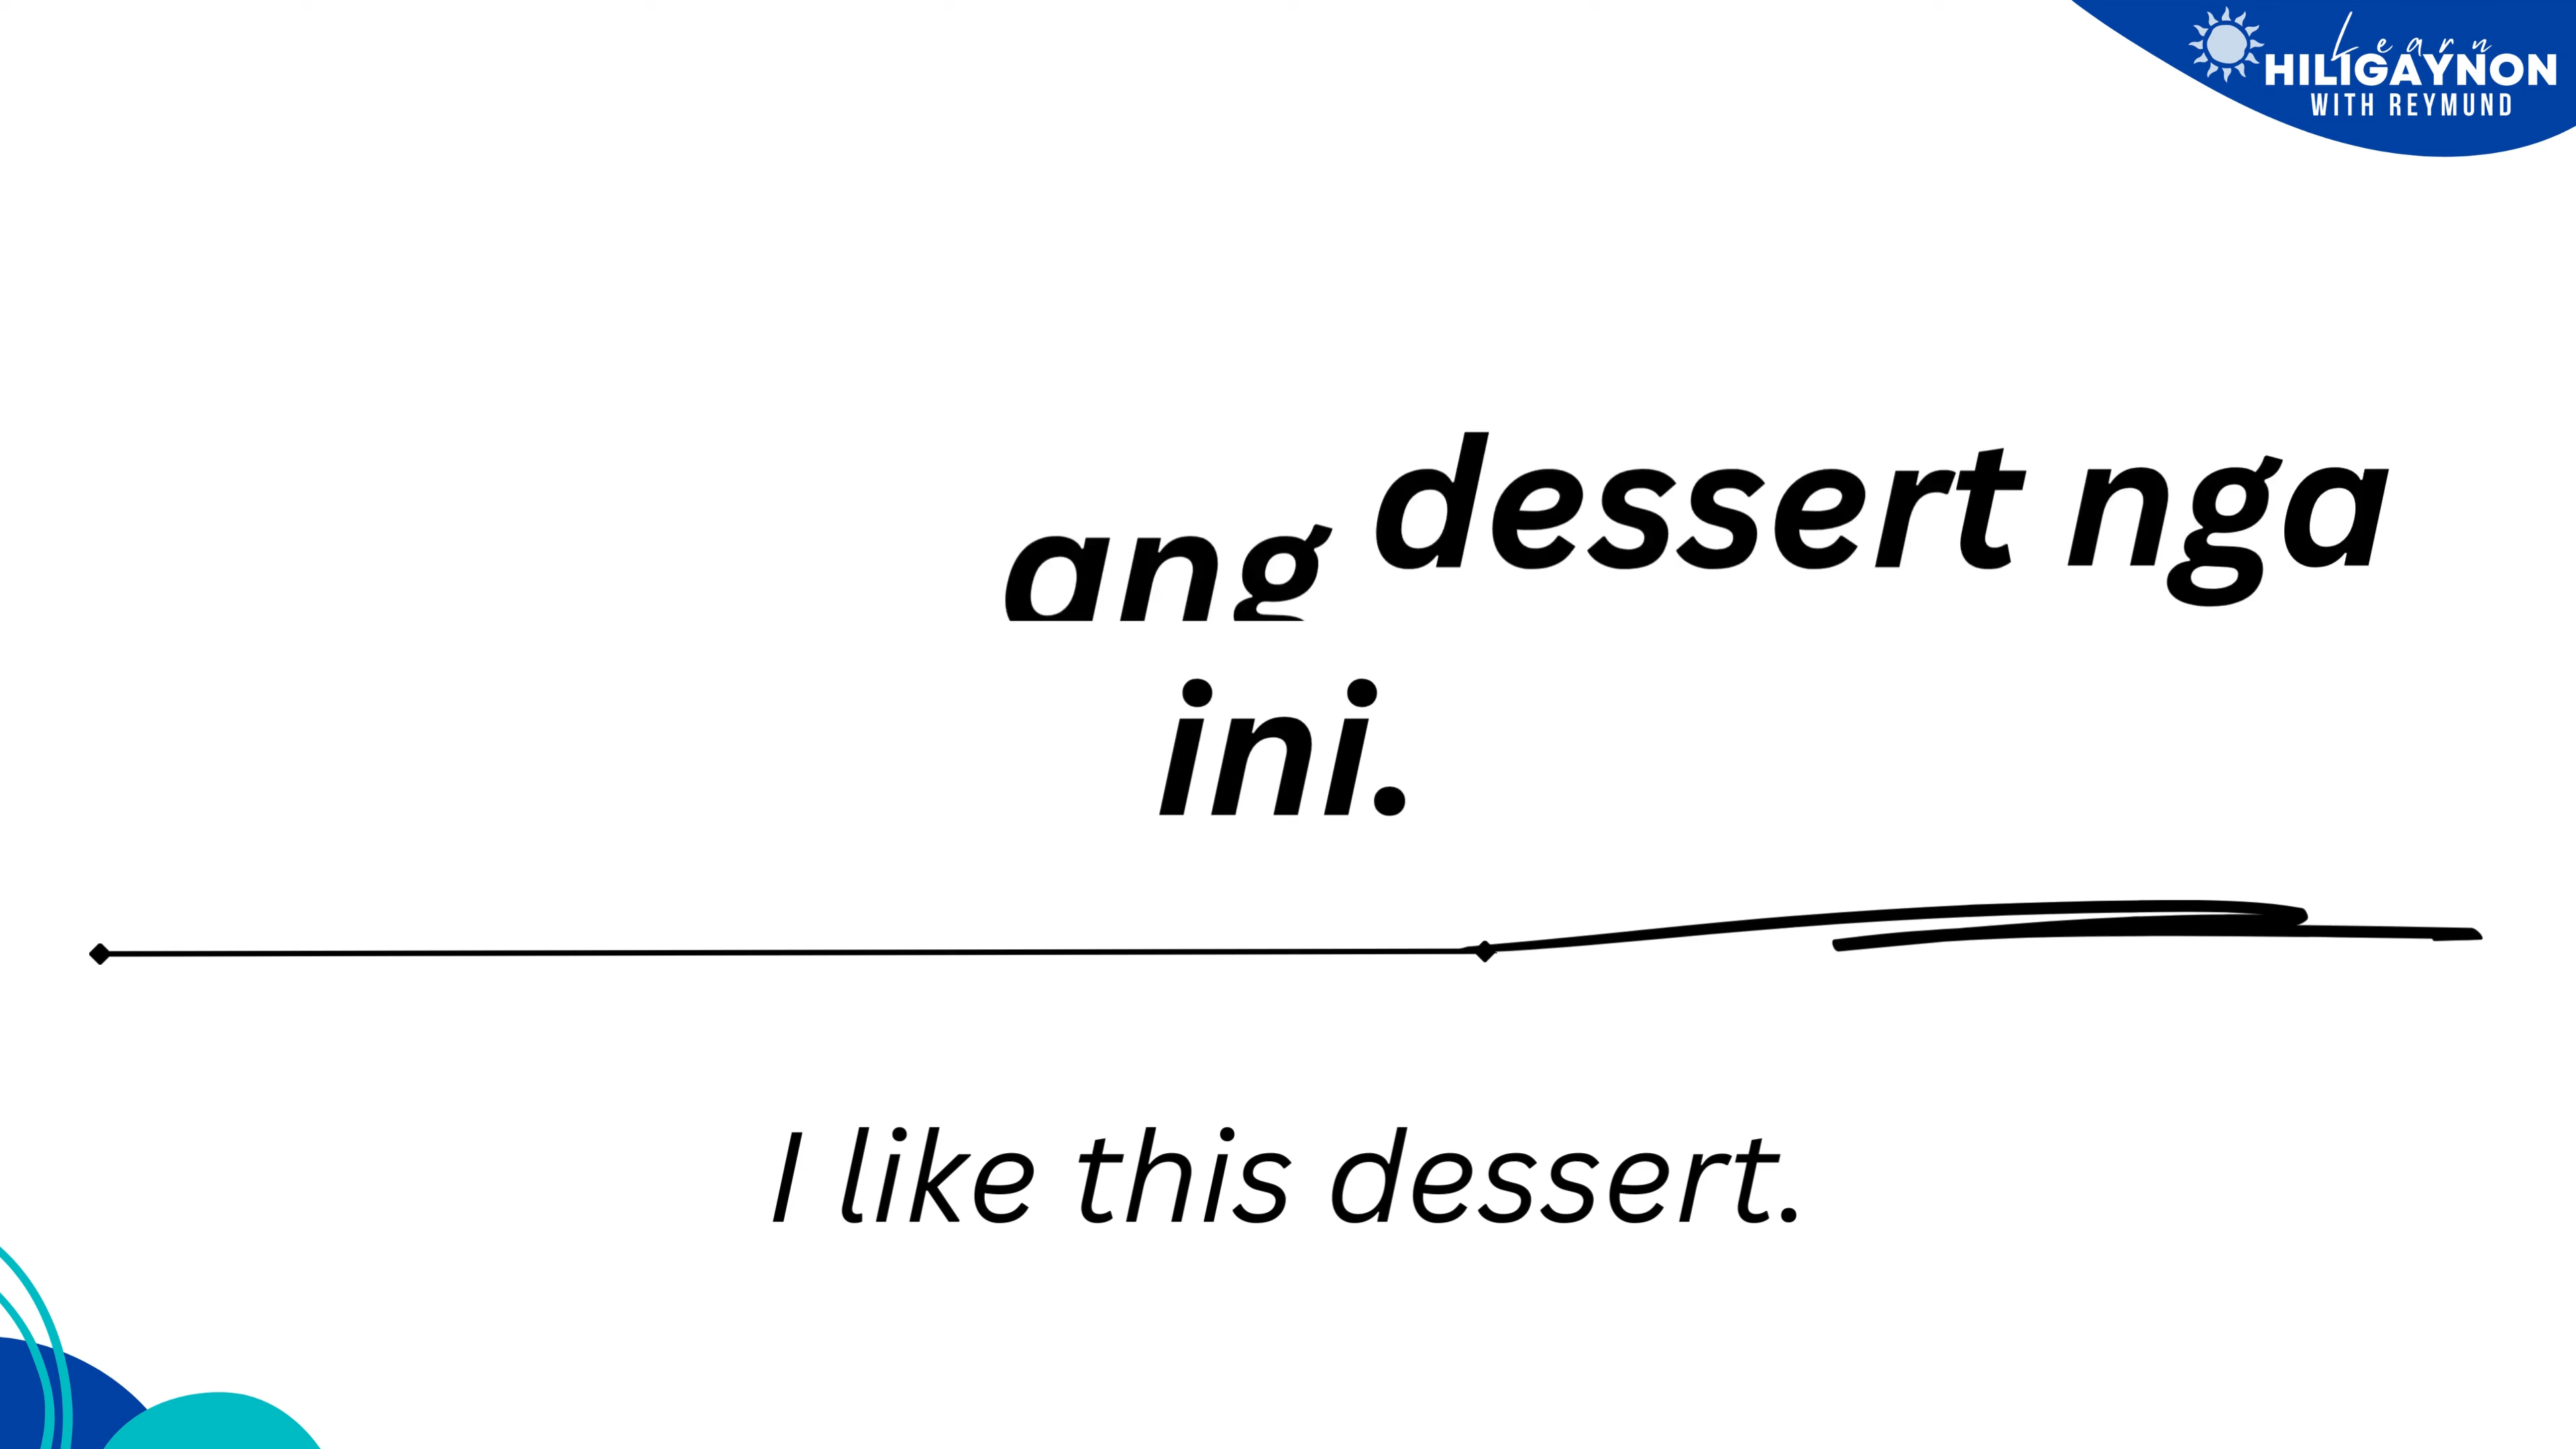 Learn
HILIGAYNON
WITH REYMUND
ang dessert nga
ini.
I like this dessert.